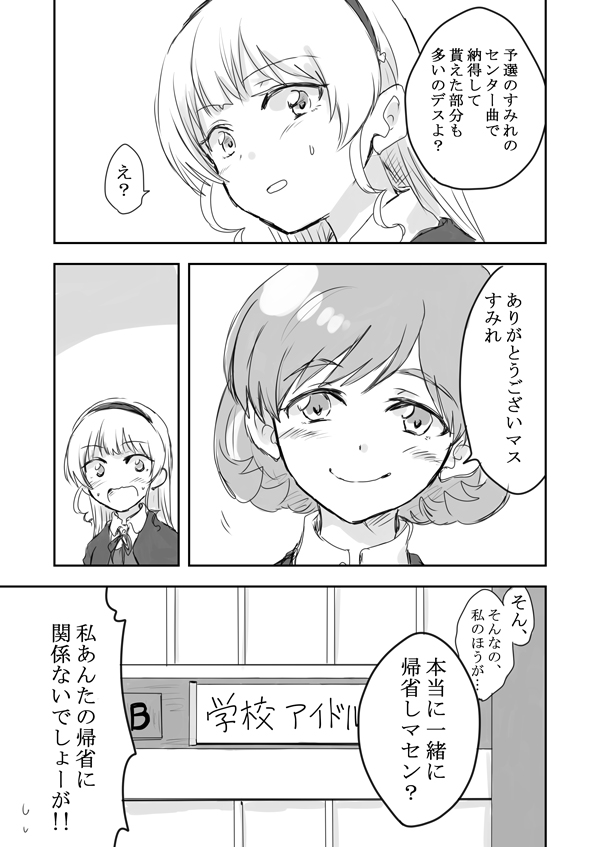 予選のすみれの
センター曲で
納得して
貰えた部分も
多いのデスよ？
え？
ありがとうございマス
すみれ
そん、
そんなの、
私のほうが…
本当に一緒に
帰省しマセン？
学校アイドル
B
私あんたの帰省に
関係ないでしょーが!!